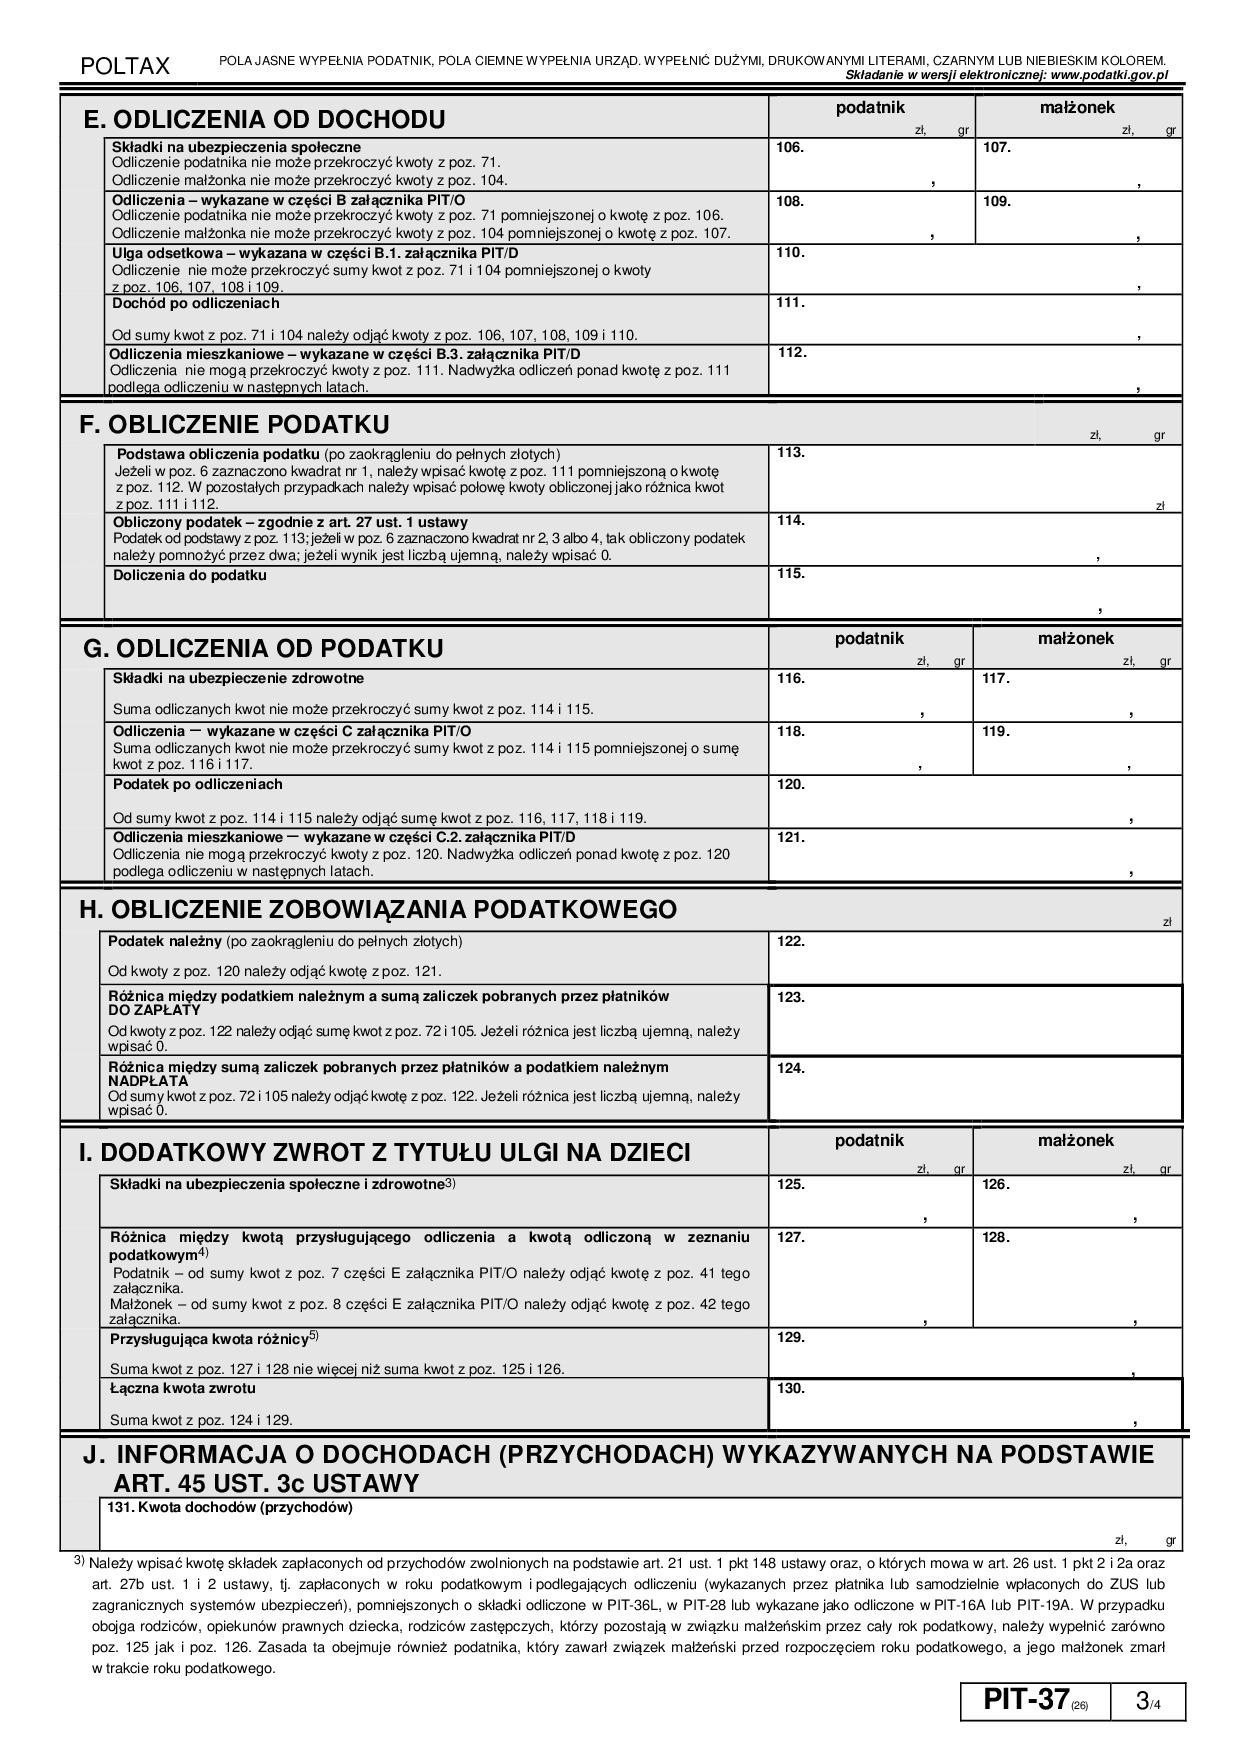 POLTAX
POLA JASNE WYPEŁNIA PODATNIK, POLA CIEMNE WYPEŁNIA URZĄD. WYPEŁNIĆ DUŻYMI, DRUKOWANYMI LITERAMI, CZARNYM LUB NIEBIESKIM KOLOREM.
Składanie w wersji elektronicznej: www.podatki.gov.pl
E. ODLICZENIA OD DOCHODU
podatnik
zł, gr
małżonek
zł, gr
Składki na ubezpieczenia społeczne
Odliczenie podatnika nie może przekroczyć kwoty z poz. 71.
Odliczenie małżonka nie może przekroczyć kwoty z poz. 104.
106.
,
107.
,
Odliczenia – wykazane w części B załącznika PIT/O
Odliczenie podatnika nie może przekroczyć kwoty z poz. 71 pomniejszonej o kwotę z poz. 106.
Odliczenie małżonka nie może przekroczyć kwoty z poz. 104 pomniejszonej o kwotę z poz. 107.
108.
,
109.
,
Ulga odsetkowa – wykazana w części B.1. załącznika PIT/D
Odliczenie nie może przekroczyć sumy kwot z poz. 71 i 104 pomniejszonej o kwoty
z poz. 106, 107, 108 i 109.
110.
,
Dochód po odliczeniach
Od sumy kwot z poz. 71 i 104 należy odjąć kwoty z poz. 106, 107, 108, 109 i 110.
111.
,
Odliczenia mieszkaniowe – wykazane w części B.3. załącznika PIT/D
Odliczenia nie mogą przekroczyć kwoty z poz. 111. Nadwyżka odliczeń ponad kwotę z poz. 111
podlega odliczeniu w następnych latach.
112.
,
F. OBLICZENIE PODATKU
zł, gr
Podstawa obliczenia podatku (po zaokrągleniu do pełnych złotych)
Jeżeli w poz. 6 zaznaczono kwadrat nr 1, należy wpisać kwotę z poz. 111 pomniejszoną o kwotę
z poz. 112. W pozostałych przypadkach należy wpisać połowę kwoty obliczonej jako różnica kwot
z poz. 111 i 112.
113.
zł
Obliczony podatek – zgodnie z art. 27 ust. 1 ustawy
Podatek od podstawy z poz. 113; jeżeli w poz. 6 zaznaczono kwadrat nr 2, 3 albo 4, tak obliczony podatek
należy pomnożyć przez dwa; jeżeli wynik jest liczbą ujemną, należy wpisać 0.
114.
,
Doliczenia do podatku
115.
,
G. ODLICZENIA OD PODATKU
podatnik
zł, gr
małżonek
zł, gr
Składki na ubezpieczenie zdrowotne
Suma odliczanych kwot nie może przekroczyć sumy kwot z poz. 114 i 115.
116.
,
117.
,
Odliczenia – wykazane w części C załącznika PIT/O
Suma odliczanych kwot nie może przekroczyć sumy kwot z poz. 114 i 115 pomniejszonej o sumę
kwot z poz. 116 i 117.
118.
,
119.
,
Podatek po odliczeniach
Od sumy kwot z poz. 114 i 115 należy odjąć sumę kwot z poz. 116, 117, 118 i 119.
120.
,
Odliczenia mieszkaniowe – wykazane w części C.2. załącznika PIT/D
Odliczenia nie mogą przekroczyć kwoty z poz. 120. Nadwyżka odliczeń ponad kwotę z poz. 120
podlega odliczeniu w następnych latach.
121.
,
H. OBLICZENIE ZOBOWIĄZANIA PODATKOWEGO
zł
Podatek należny (po zaokrągleniu do pełnych złotych)
Od kwoty z poz. 120 należy odjąć kwotę z poz. 121.
122.
Różnica między podatkiem należnym a sumą zaliczek pobranych przez płatników
DO ZAPŁATY
Od kwoty z poz. 122 należy odjąć sumę kwot z poz. 72 i 105. Jeżeli różnica jest liczbą ujemną, należy
wpisać 0.
123.
Różnica między sumą zaliczek pobranych przez płatników a podatkiem należnym
NADPŁATA
Od sumy kwot z poz. 72 i 105 należy odjąć kwotę z poz. 122. Jeżeli różnica jest liczbą ujemną, należy
wpisać 0.
124.
I. DODATKOWY ZWROT Z TYTUŁU ULGI NA DZIECI
podatnik
zł, gr
małżonek
zł, gr
Składki na ubezpieczenia społeczne i zdrowotne3)
125.
,
126.
,
Różnica między kwotą przysługującego odliczenia a kwotą odliczoną w zeznaniu
podatkowym4)
Podatnik – od sumy kwot z poz. 7 części E załącznika PIT/O należy odjąć kwotę z poz. 41 tego
załącznika.
Małżonek – od sumy kwot z poz. 8 części E załącznika PIT/O należy odjąć kwotę z poz. 42 tego
załącznika.
127.
,
128.
,
Przysługująca kwota różnicy5)
Suma kwot z poz. 127 i 128 nie więcej niż suma kwot z poz. 125 i 126.
129.
,
Łączna kwota zwrotu
Suma kwot z poz. 124 i 129.
130.
,
J. INFORMACJA O DOCHODACH (PRZYCHODACH) WYKAZYWANYCH NA PODSTAWIE
ART. 45 UST. 3c USTAWY
131. Kwota dochodów (przychodów)
zł, gr
3) Należy wpisać kwotę składek zapłaconych od przychodów zwolnionych na podstawie art. 21 ust. 1 pkt 148 ustawy oraz, o których mowa w art. 26 ust. 1 pkt 2 i 2a oraz
art. 27b ust. 1 i 2 ustawy, tj. zapłaconych w roku podatkowym i podlegających odliczeniu (wykazanych przez płatnika lub samodzielnie wpłaconych do ZUS lub
zagranicznych systemów ubezpieczeń), pomniejszonych o składki odliczone w PIT-36L, w PIT-28 lub wykazane jako odliczone w PIT-16A lub PIT-19A. W przypadku
obojga rodziców, opiekunów prawnych dziecka, rodziców zastępczych, którzy pozostają w związku małżeńskim przez cały rok podatkowy, należy wypełnić zarówno
poz. 125 jak i poz. 126. Zasada ta obejmuje również podatnika, który zawarł związek małżeński przed rozpoczęciem roku podatkowego, a jego małżonek zmarł
w trakcie roku podatkowego.
PIT-37(26)
3/4